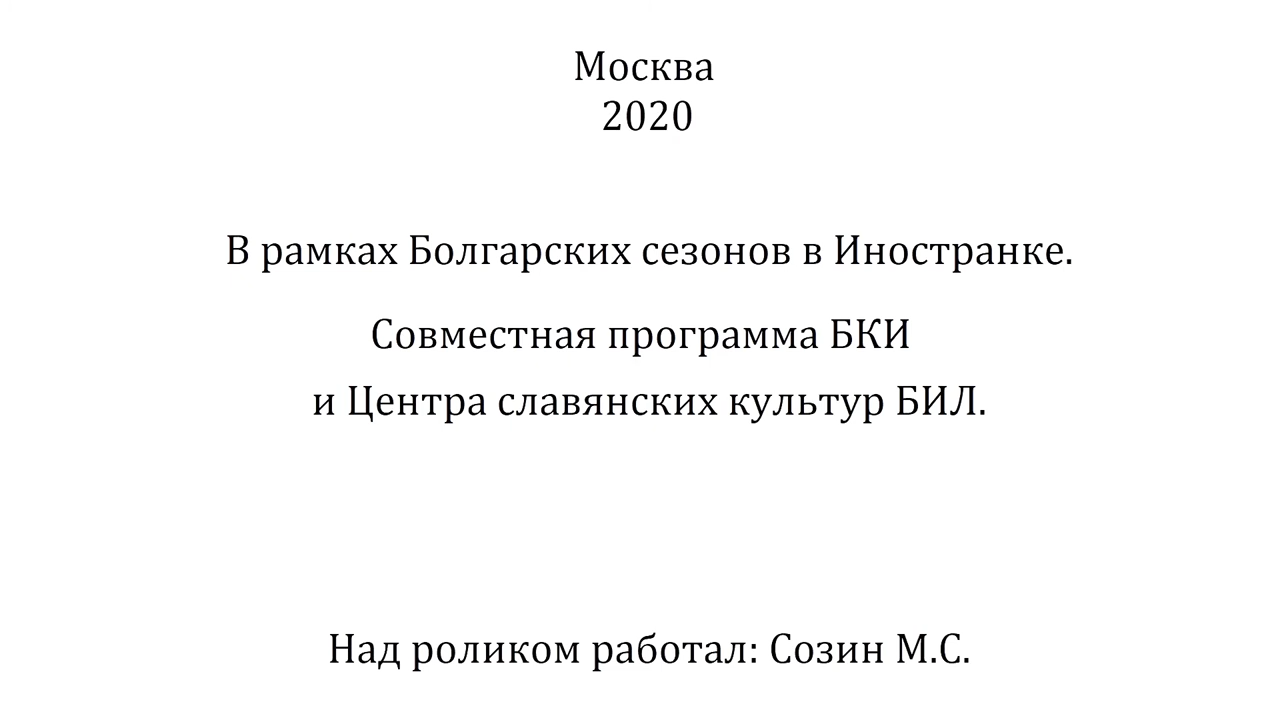 Москва
2020
В рамках Болгарских сезонов в Иностранке.
Совместная программа БКИ
и Центра славянских культур БИЛ.
Над роликом работал: Созин М.С.